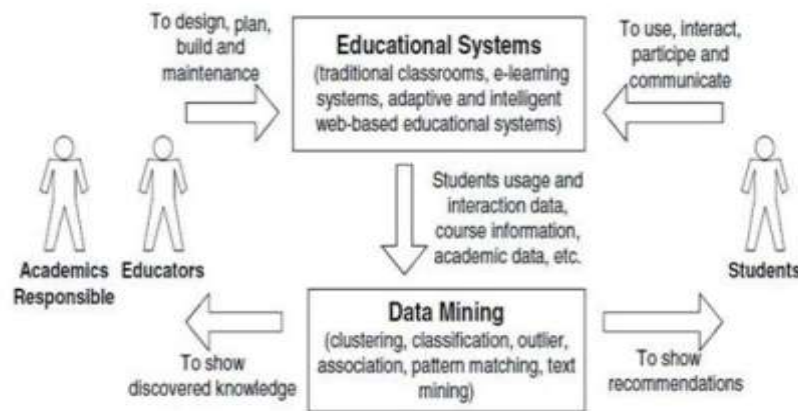 To design, plan,
build and
maintenance
Educational Systems
(traditional classrooms, e-learning
systems, adaptive and intelligent
web-based educational systems)
To use, interact,
participe and
communicate
Students usage and
interaction data,
course information,
academic data, etc.
Academics
Responsible
Educators
Students
Data Mining
(clustering, classification, outlier,
association, pattern matching, text
mining)
To show
discovered knowledge
To show
recommendations